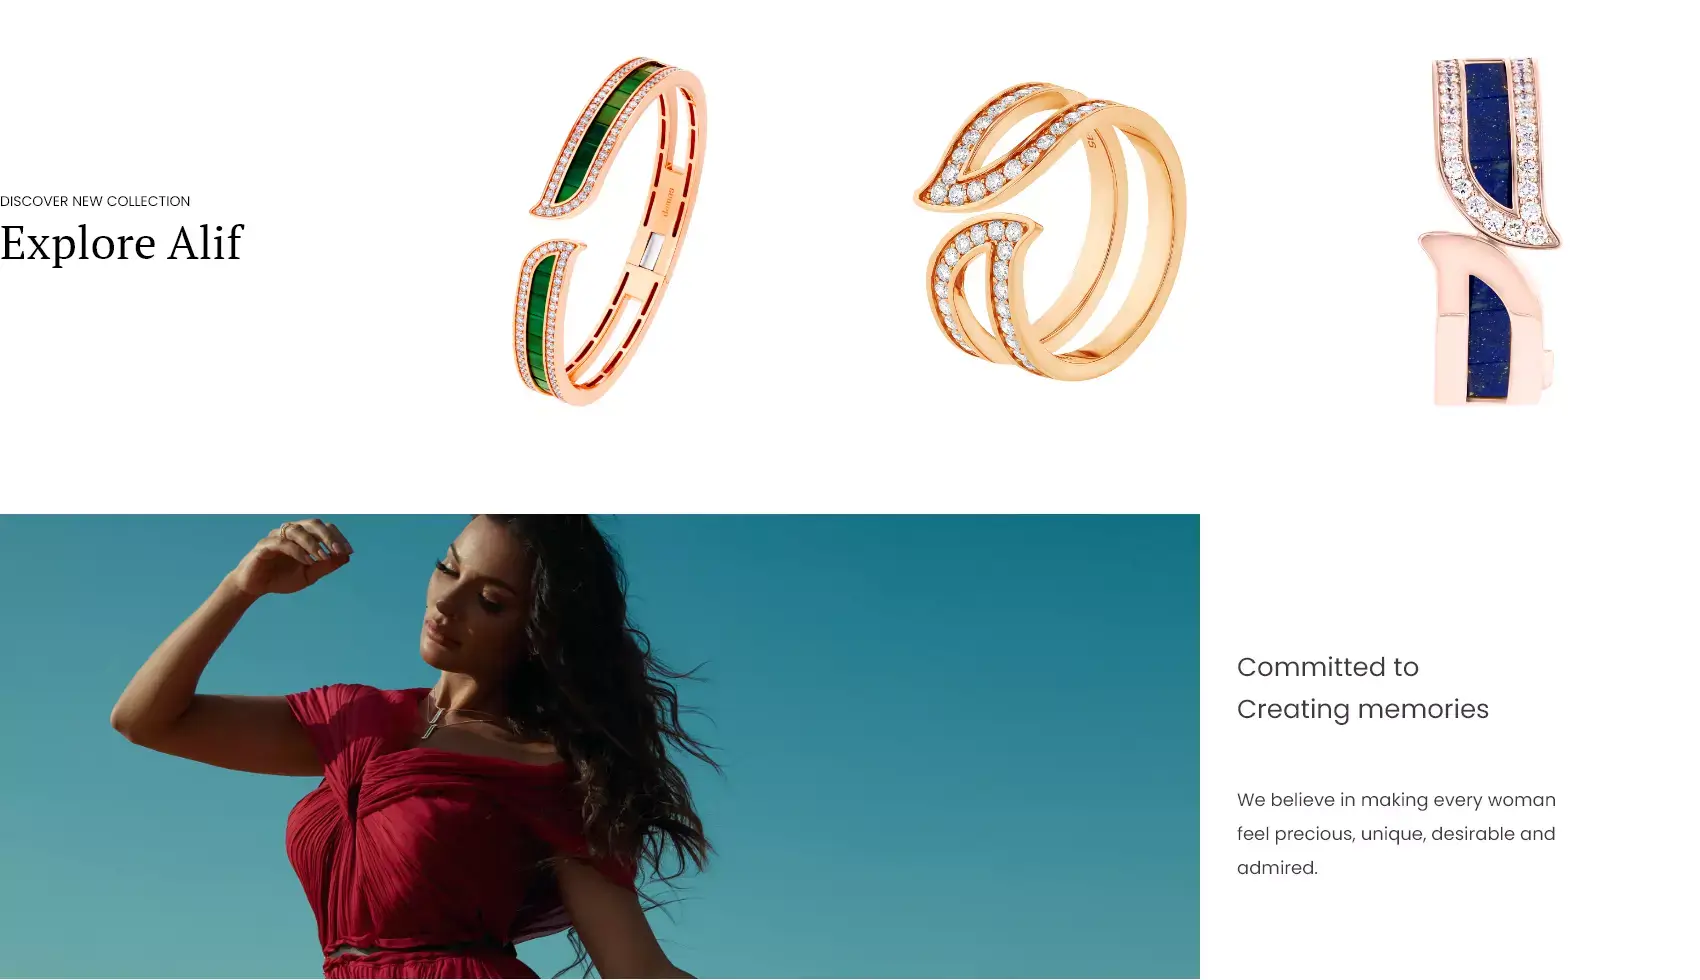 DISCOVER NEW COLLECTION
Explore Alif
Committed to
Creating memories
We believe in making every woman
feel precious, unique, desirable and
admired.